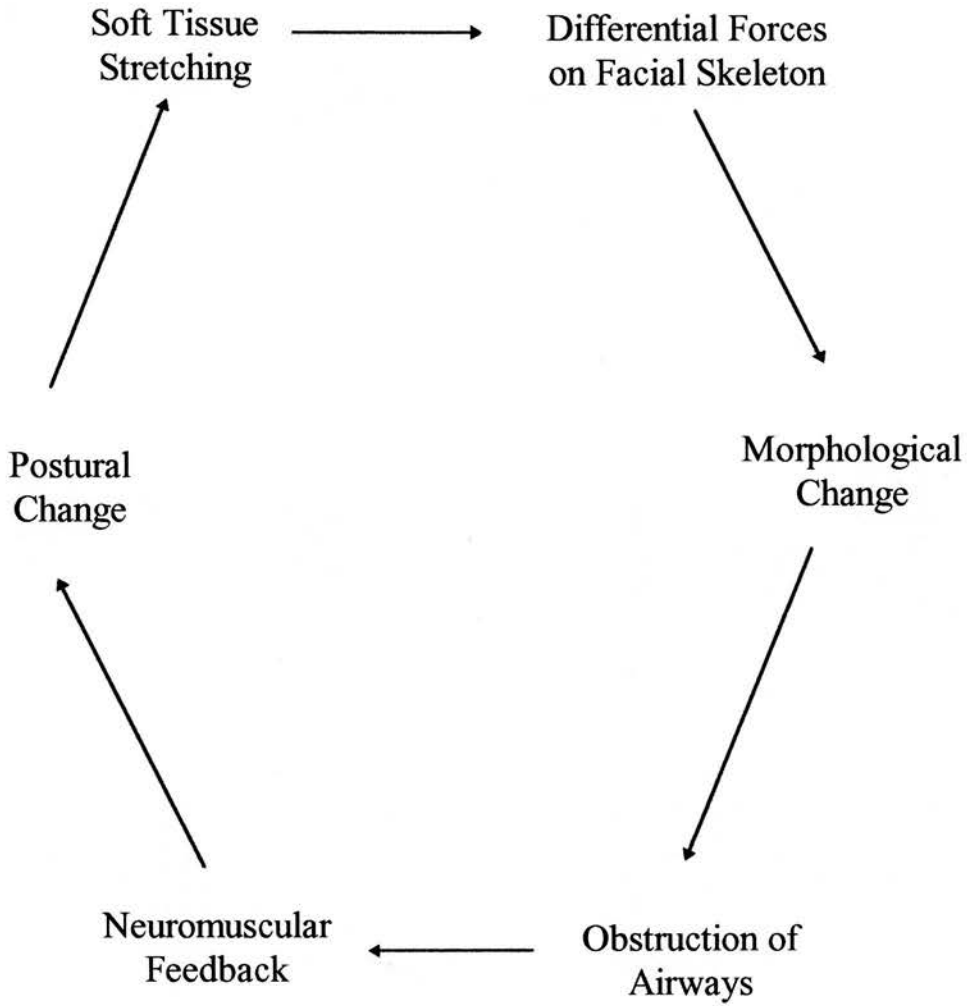 Soft Tissue
Stretching
Differential Forces
on Facial Skeleton
Morphological
Change
Obstruction of
Airways
Neuromuscular
Feedback
Postural
Change